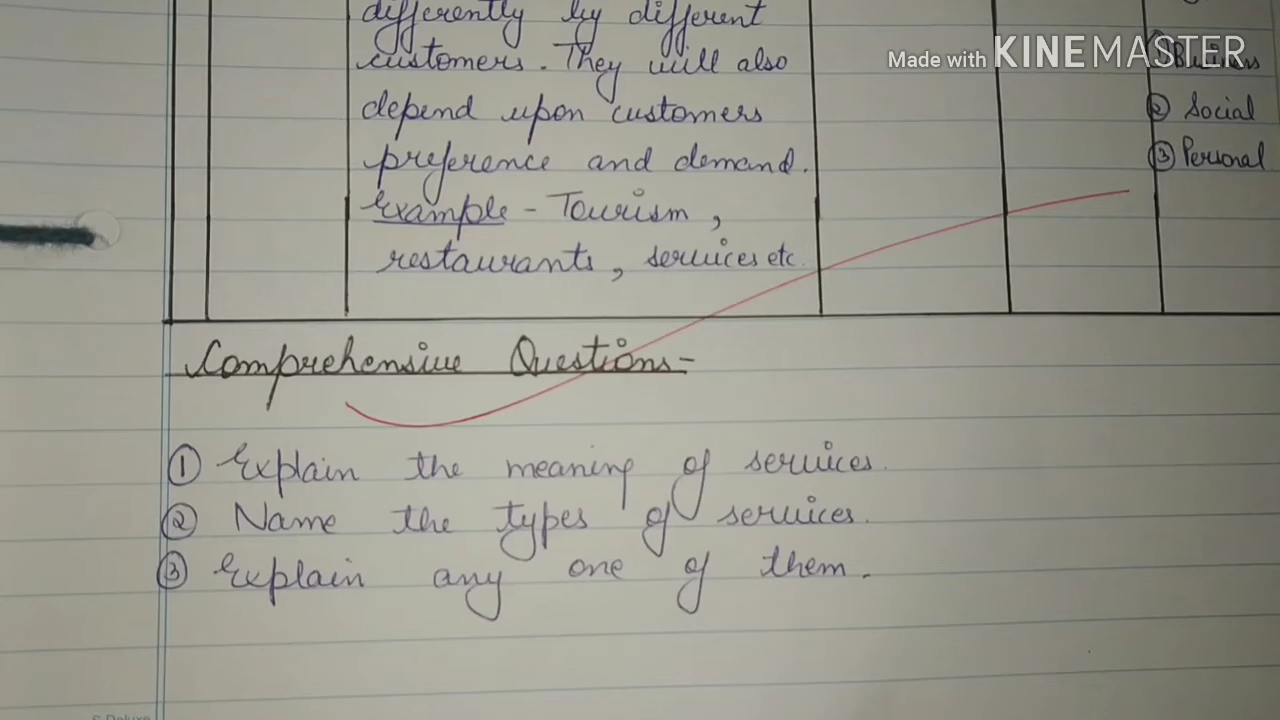 differently by different
customers. They will also
depend upon customers
preference and demand.
Example - Tourism,
restaurants, services etc.
Made with KINEMASTER
① Business
② Social
③ Personal
Comprehensive Questions-
① Explain the meaning of services.
② Name the types of services.
③ Explain any one of them.